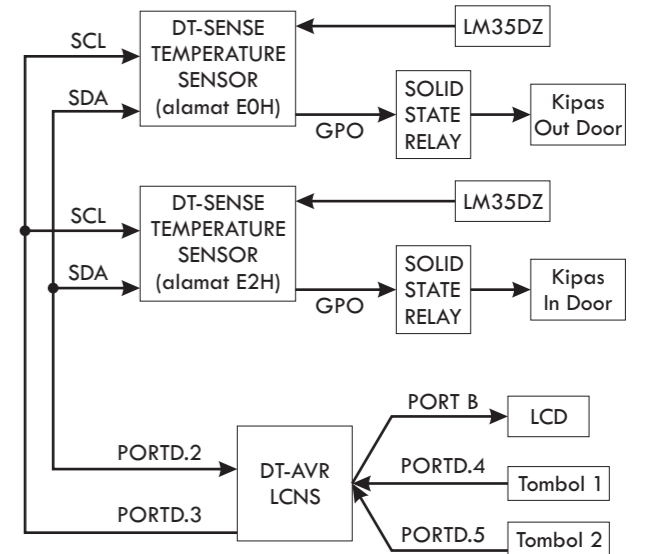 SCL
DT-SENSE
TEMPERATURE
SENSOR
(alamat E0H)
LM35DZ
SDA
GPO
SOLID
STATE
RELAY
Kipas
Out Door
SCL
DT-SENSE
TEMPERATURE
SENSOR
(alamat E2H)
LM35DZ
SDA
GPO
SOLID
STATE
RELAY
Kipas
In Door
PORTD.2
PORTD.3
DT-AVR
LCNS
PORT B
LCD
PORTD.4
Tombol 1
PORTD.5
Tombol 2